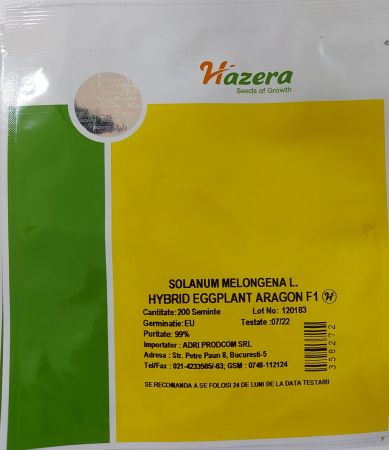 Hazera
Seeds of Growth
SOLANUM MELONGENA L.
HYBRID EGGPLANT ARAGON F1 H
Cantitate: 200 Seminte Lot No: 120183
Germinatie: EU Testate :07/22
Puritate: 99%
Importator : ADRI PRODCOM SRL
Adresa : Str. Petre Paun 8, Bucuresti-5
Tel/Fax : 021-4233505/-63; GSM : 0746-112124
SE RECOMANDA A SE FOLOSI 24 DE LUNI DE LA DATA TESTARII
358272